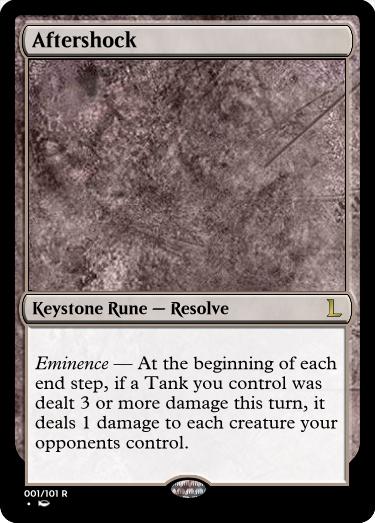 Aftershock
Keystone Rune — Resolve
L
Eminence — At the beginning of each
end step, if a Tank you control was
dealt 3 or more damage this turn, it
deals 1 damage to each creature your
opponents control.
001/101 R